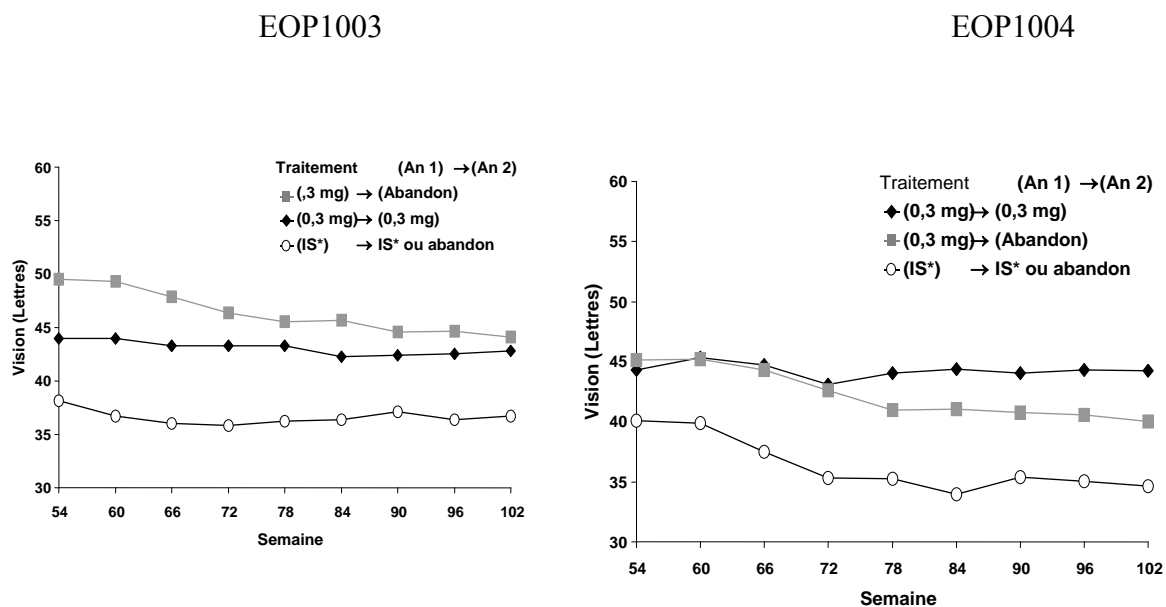 EOP1003
EOP1004
Traitement (An 1) → (An 2)
(,3 mg) → (Abandon)
(0,3 mg) → (0,3 mg)
(IS*) → IS* ou abandon
Vision (Lettres)
60
55
50
45
40
35
30
54 60 66 72 78 84 90 96 102
Semaine
Traitement (An 1) → (An 2)
(0,3 mg) → (0,3 mg)
(0,3 mg) → (Abandon)
(IS*) → IS* ou abandon
Vision (Lettres)
60
55
50
45
40
35
30
54 60 66 72 78 84 90 96 102
Semaine